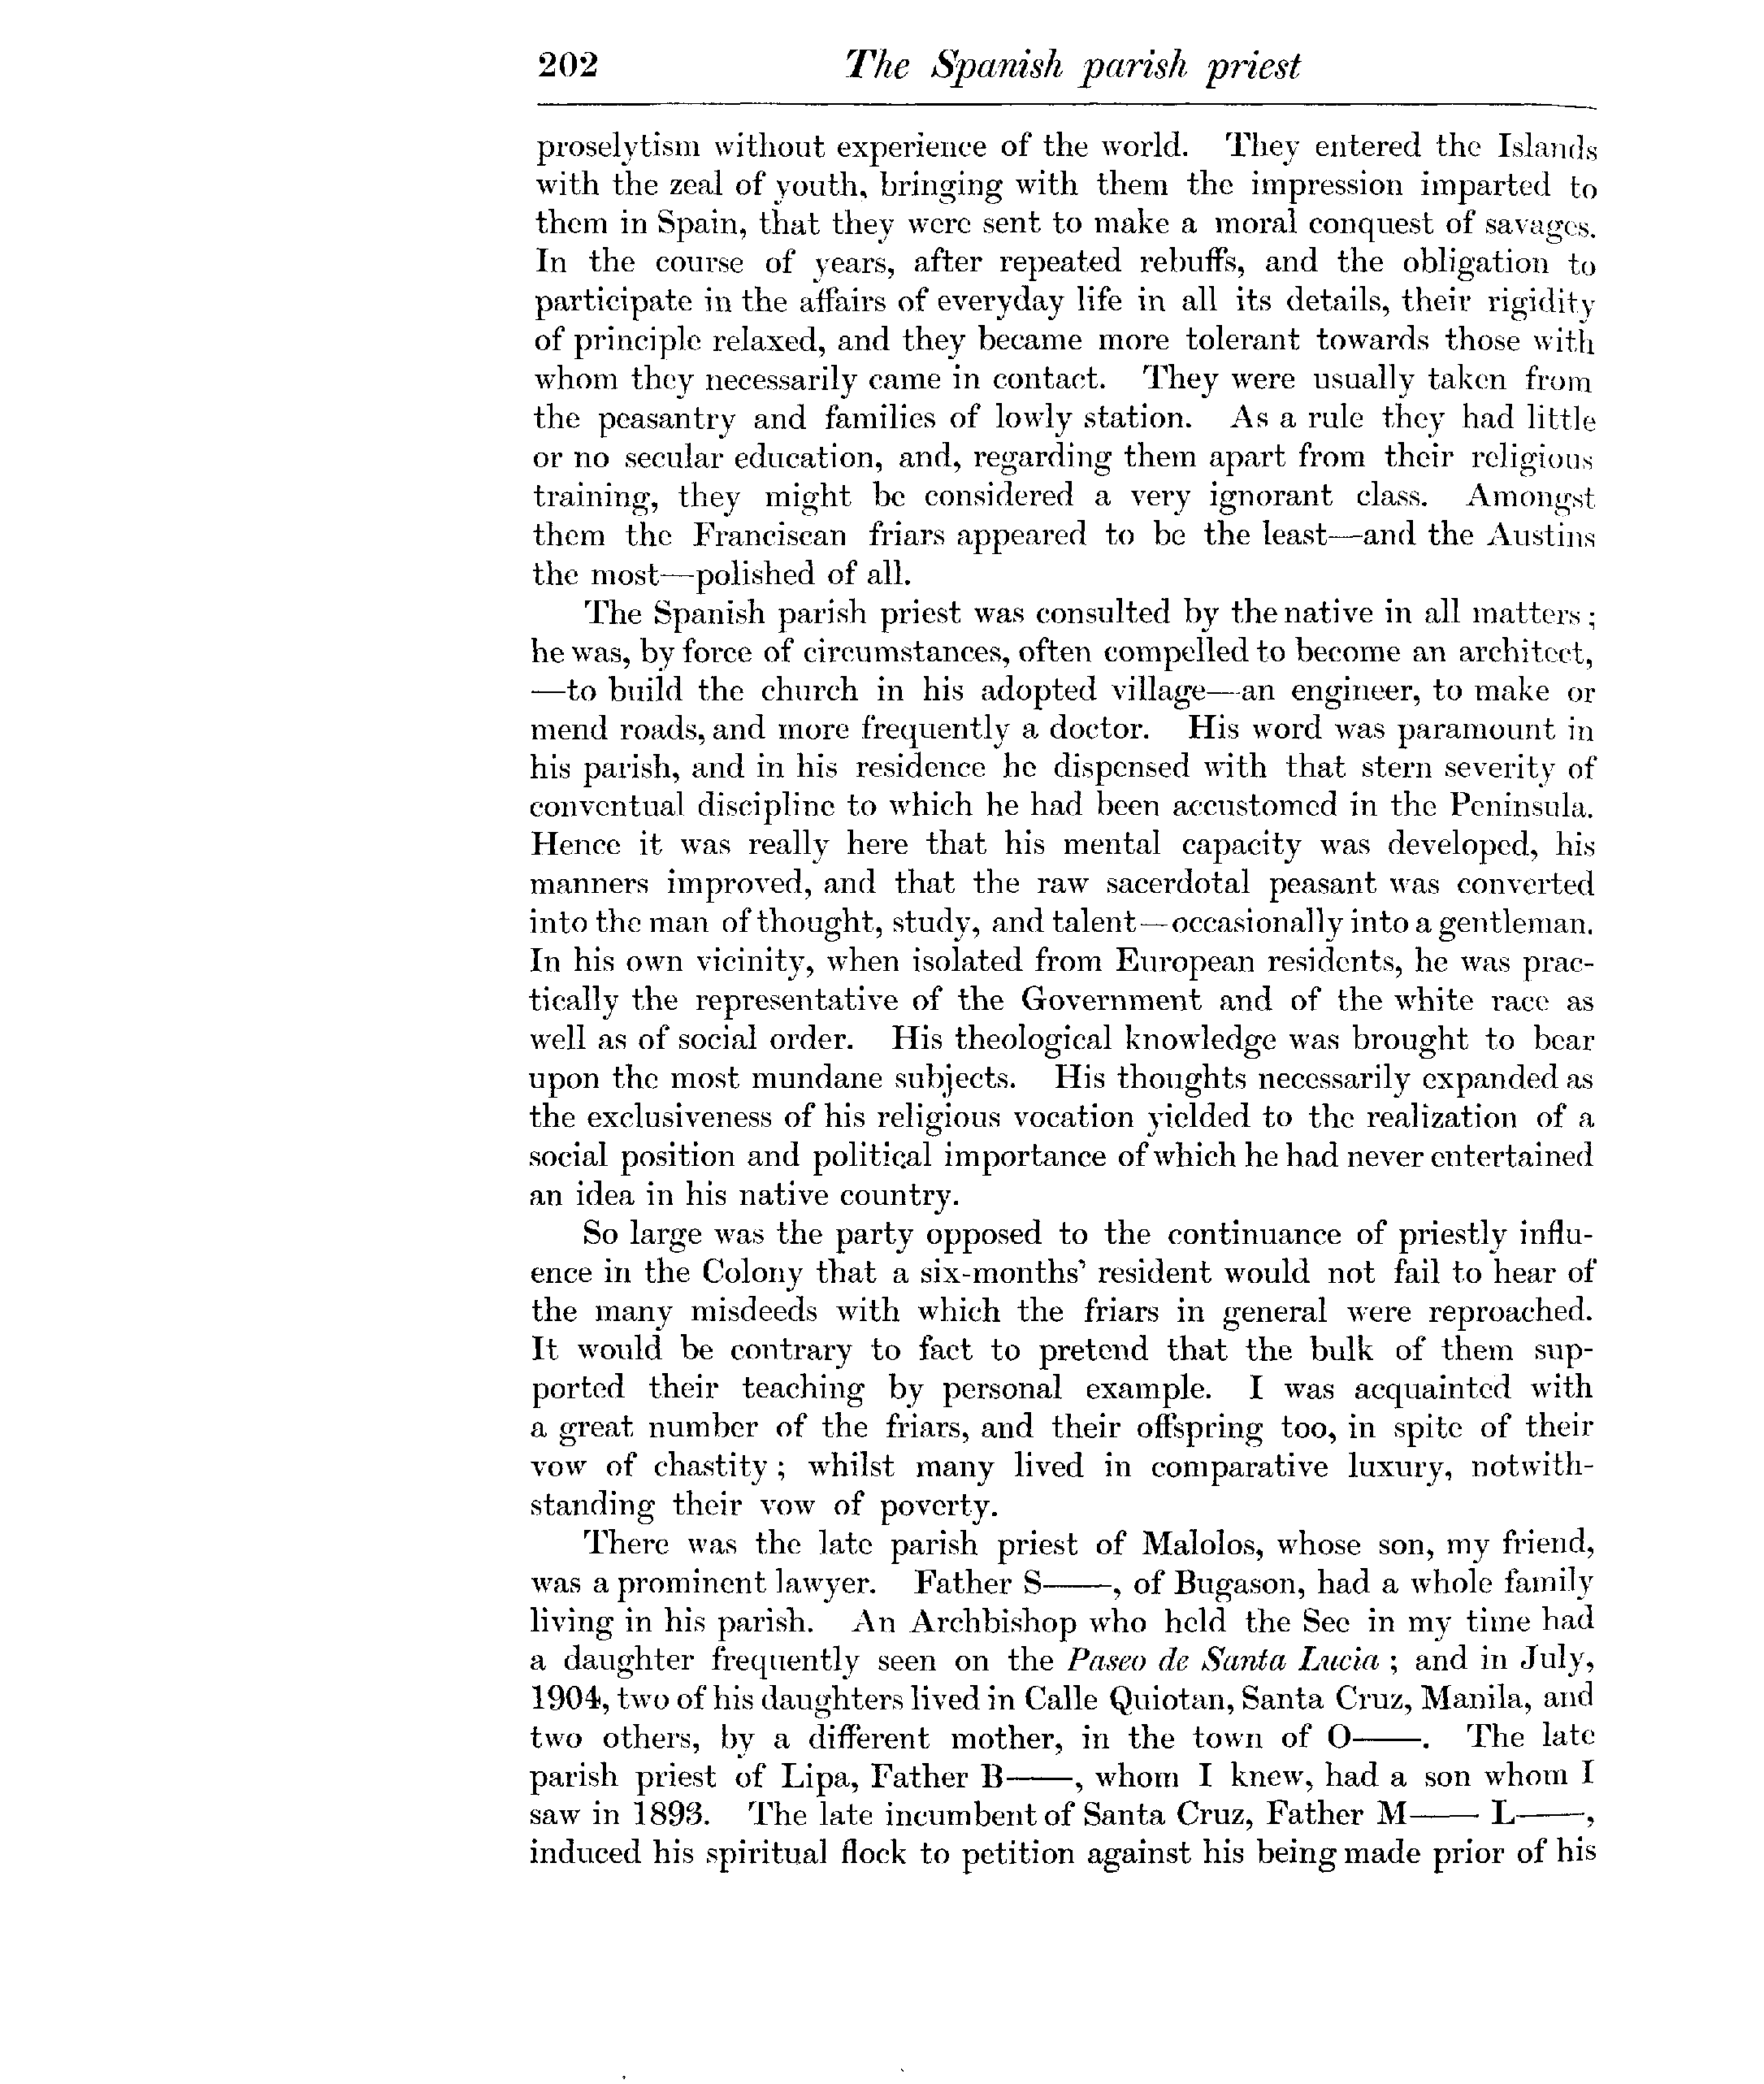 202 The Spanish parish priest
proselytism without experience of the world. They entered the Islands
with the zeal of youth, bringing with them the impression imparted to
them in Spain, that they were sent to make a moral conquest of savages.
In the course of years, after repeated rebuffs, and the obligation to
participate in the affairs of everyday life in all its details, their rigidity
of principle relaxed, and they became more tolerant towards those with
whom they necessarily came in contact. They were usually taken from
the peasantry and families of lowly station. As a rule they had little
or no secular education, and, regarding them apart from their religious
training, they might be considered a very ignorant class. Amongst
them the Franciscan friars appeared to be the least—and the Austins
the most—polished of all.
The Spanish parish priest was consulted by the native in all matters;
he was, by force of circumstances, often compelled to become an architect,
—to build the church in his adopted village—an engineer, to make or
mend roads, and more frequently a doctor. His word was paramount in
his parish, and in his residence he dispensed with that stern severity of
conventual discipline to which he had been accustomed in the Peninsula.
Hence it was really here that his mental capacity was developed, his
manners improved, and that the raw sacerdotal peasant was converted
into the man of thought, study, and talent—occasionally into a gentleman.
In his own vicinity, when isolated from European residents, he was prac-
tically the representative of the Government and of the white race as
well as of social order. His theological knowledge was brought to bear
upon the most mundane subjects. His thoughts necessarily expanded as
the exclusiveness of his religious vocation yielded to the realization of a
social position and political importance of which he had never entertained
an idea in his native country.
So large was the party opposed to the continuance of priestly influ-
ence in the Colony that a six-months' resident would not fail to hear of
the many misdeeds with which the friars in general were reproached.
It would be contrary to fact to pretend that the bulk of them sup-
ported their teaching by personal example. I was acquainted with
a great number of the friars, and their offspring too, in spite of their
vow of chastity; whilst many lived in comparative luxury, notwith-
standing their vow of poverty.
There was the late parish priest of Malolos, whose son, my friend,
was a prominent lawyer. Father S——, of Bugason, had a whole family
living in his parish. An Archbishop who held the See in my time had
a daughter frequently seen on the Paseo de Santa Lucia; and in July,
1904, two of his daughters lived in Calle Quiotan, Santa Cruz, Manila, and
two others, by a different mother, in the town of O——. The late
parish priest of Lipa, Father B——, whom I knew, had a son whom I
saw in 1893. The late incumbent of Santa Cruz, Father M—— L——,
induced his spiritual flock to petition against his being made prior of his